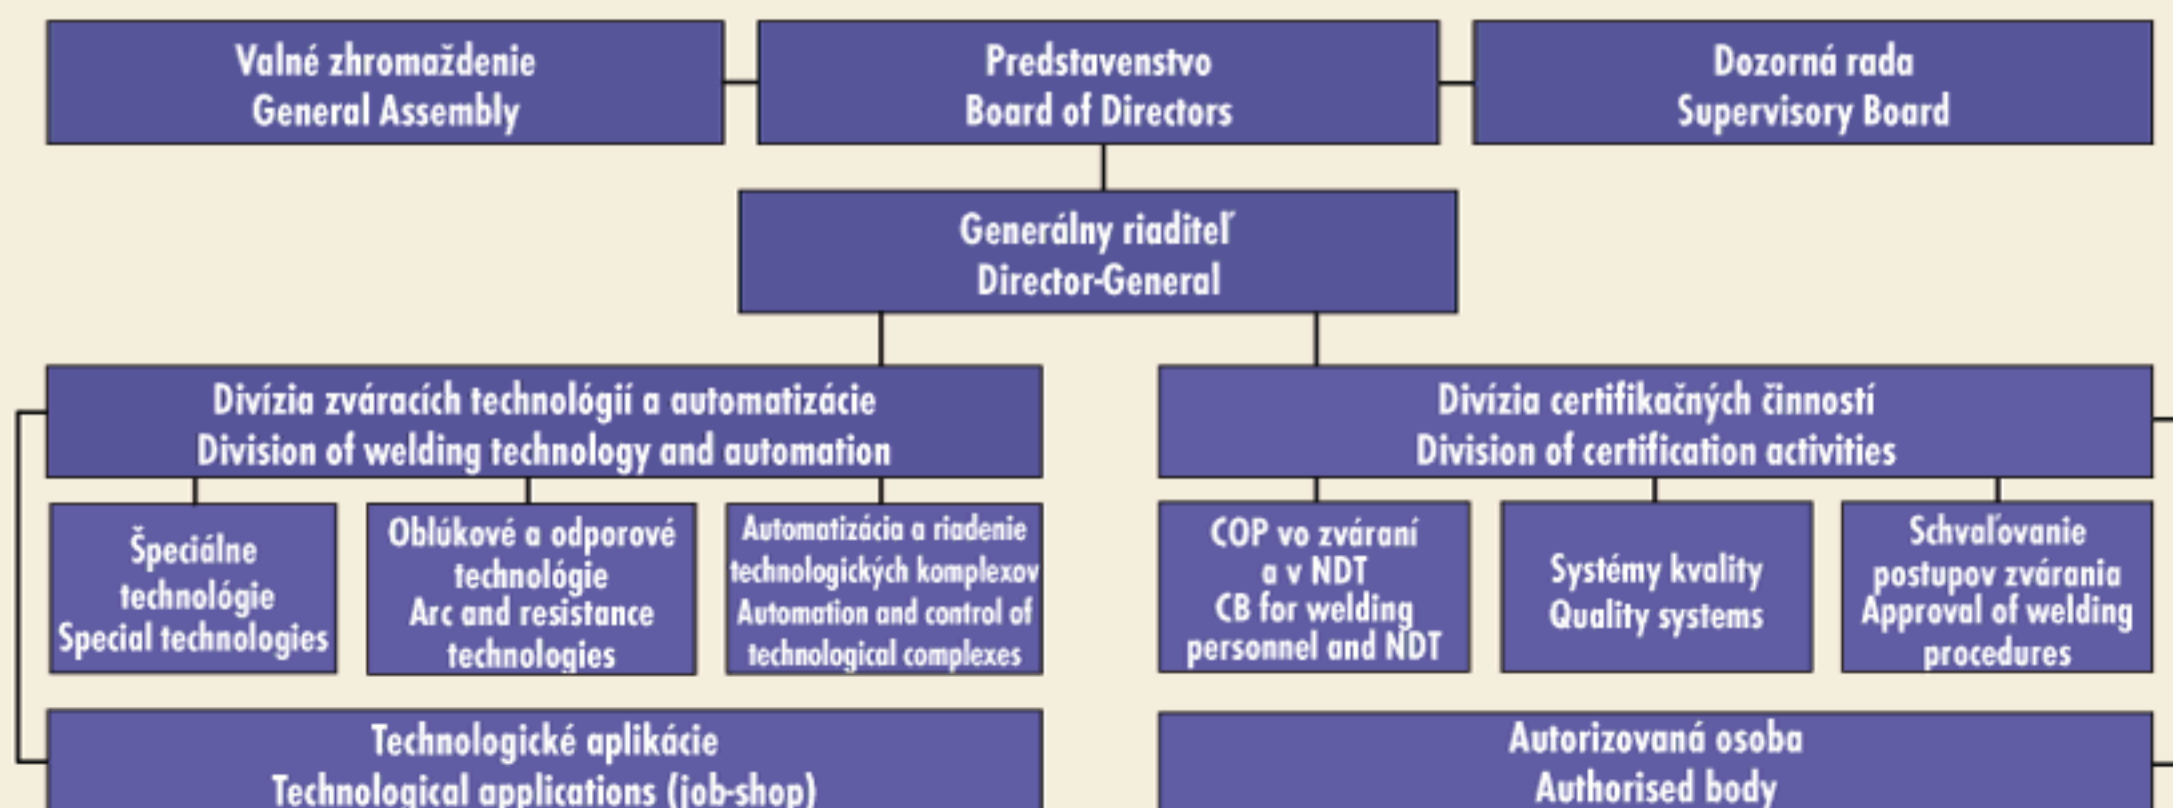 Valné zhromaždenie
General Assembly
Predstavenstvo
Board of Directors
Dozorná rada
Supervisory Board
Generálny riaditeľ
Director-General
Divízia zváracích technológií a automatizácie
Division of welding technology and automation
Divízia certifikačných činností
Division of certification activities
Špeciálne
technológie
Special technologies
Oblúkové a odporové
technológie
Arc and resistance
technologies
Automatizácia a riadenie
technologických komplexov
Automation and control of
technological complexes
COP vo zváraní
a v NDT
CB for welding
personnel and NDT
Systémy kvality
Quality systems
Schvaľovanie
postupov zvárania
Approval of welding
procedures
Technologické aplikácie
Technological applications (job-shop)
Autorizovaná osoba
Authorised body